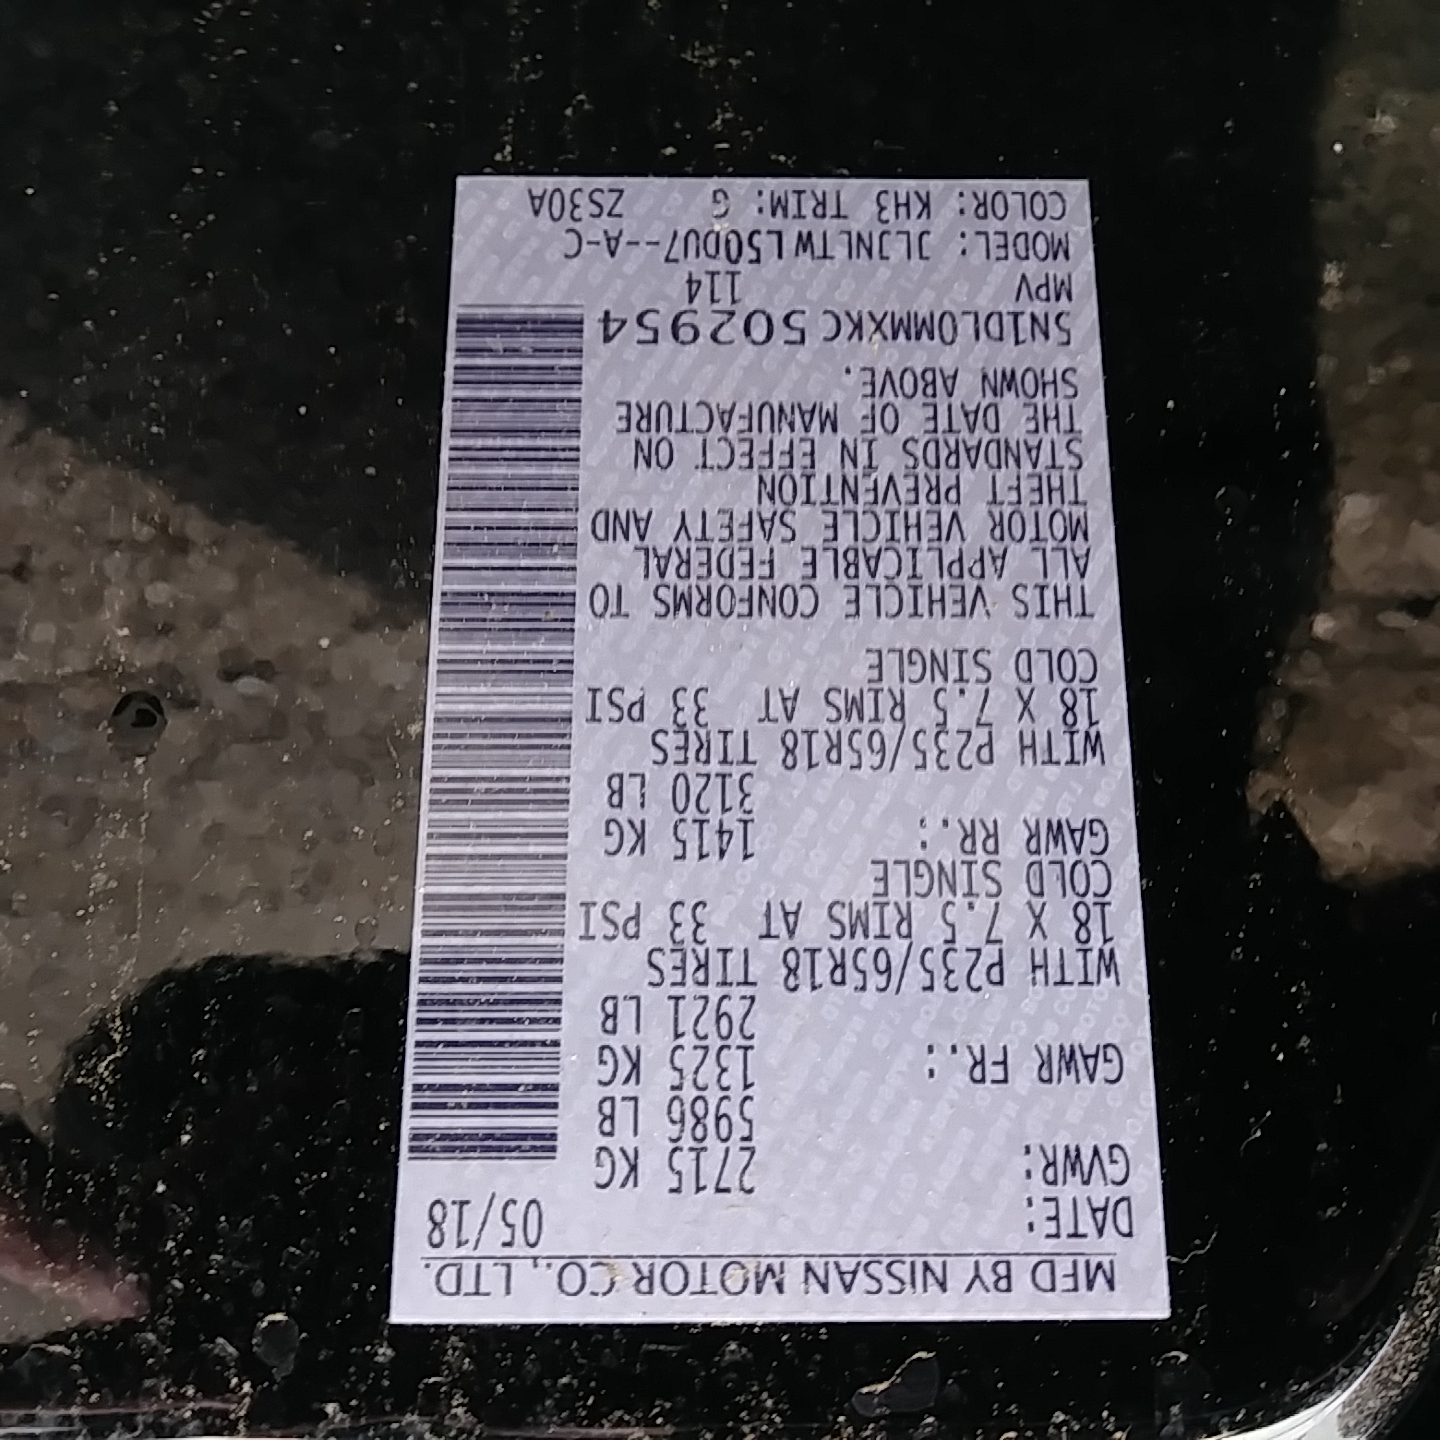 MFD BY NISSAN MOTOR CO., LTD.
DATE: 05/18
GVWR: 2715 KG
5986 LB
GAWR FR.: 1325 KG
2921 LB
WITH P235/65R18 TIRES
18 X 7.5 RIMS AT 33 PSI
COLD SINGLE
GAWR RR.: 1415 KG
3120 LB
WITH P235/65R18 TIRES
18 X 7.5 RIMS AT 33 PSI
COLD SINGLE
THIS VEHICLE CONFORMS TO
ALL APPLICABLE FEDERAL
MOTOR VEHICLE SAFETY AND
THEFT PREVENTION
STANDARDS IN EFFECT ON
THE DATE OF MANUFACTURE
SHOWN ABOVE.
5N1DL0MMXKC502954
MPV 114
MODEL: JLJNLTWL50DU7--A-C
COLOR: KH3 TRIM: G ZS30A